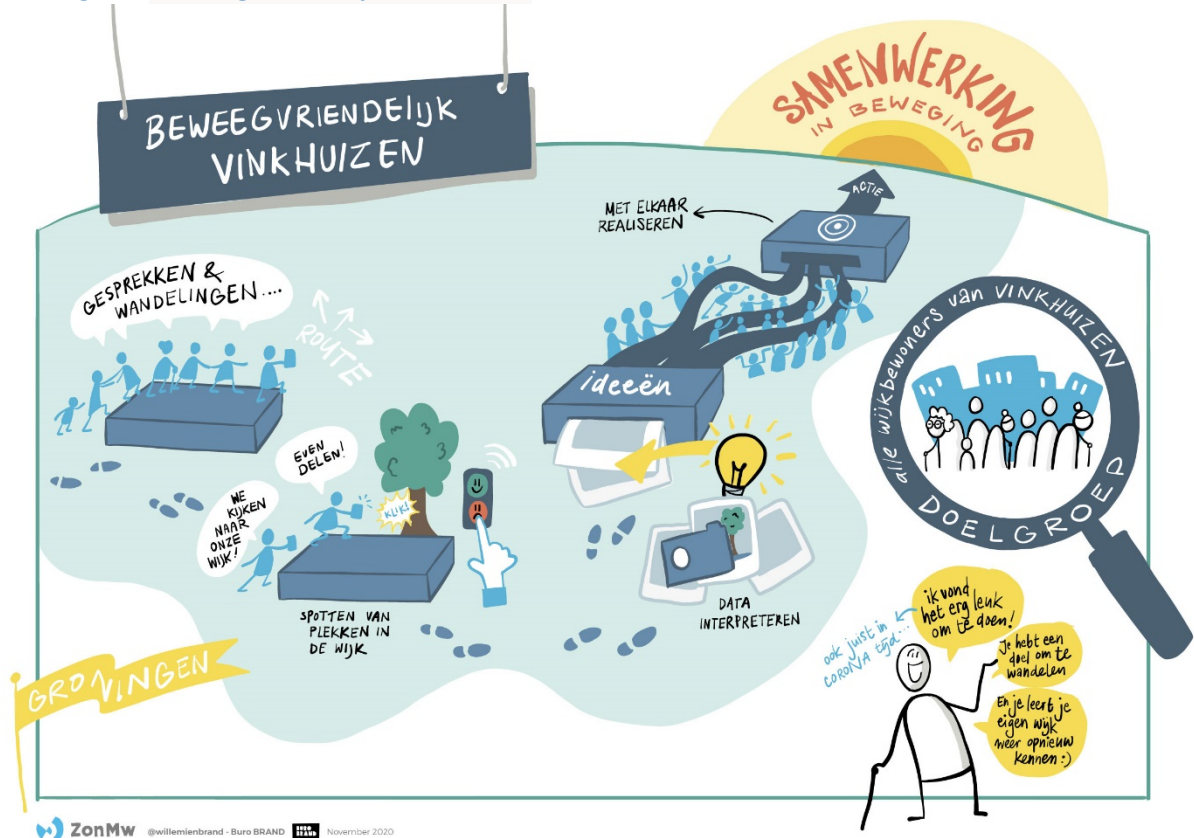 BEWEEGVRIENDELIJK
VINKHUIZEN
SAMENWERKING
IN BEWEGING
ACTIE
MET ELKAAR
REALISEREN
GESPREKKEN &
WANDELINGEN....
ROUTE
ideeën
alle wijkbewoners van VINKHUIZEN
DOELGROEP
EVEN
DELEN!
WE
KIJKEN
NAAR
ONZE
WIJK!
KLIK!
SPOTTEN VAN
PLEKKEN IN
DE WIJK
DATA
INTERPRETEREN
ik vond
het erg leuk
om te doen!
ook juist in
CORONA tijd...
Je hebt een
doel om te
wandelen
En je leert je
eigen wijk
weer opnieuw
kennen :)
GRONINGEN
ZonMw @willemienbrand - Buro BRAND BURO BRAND November 2020